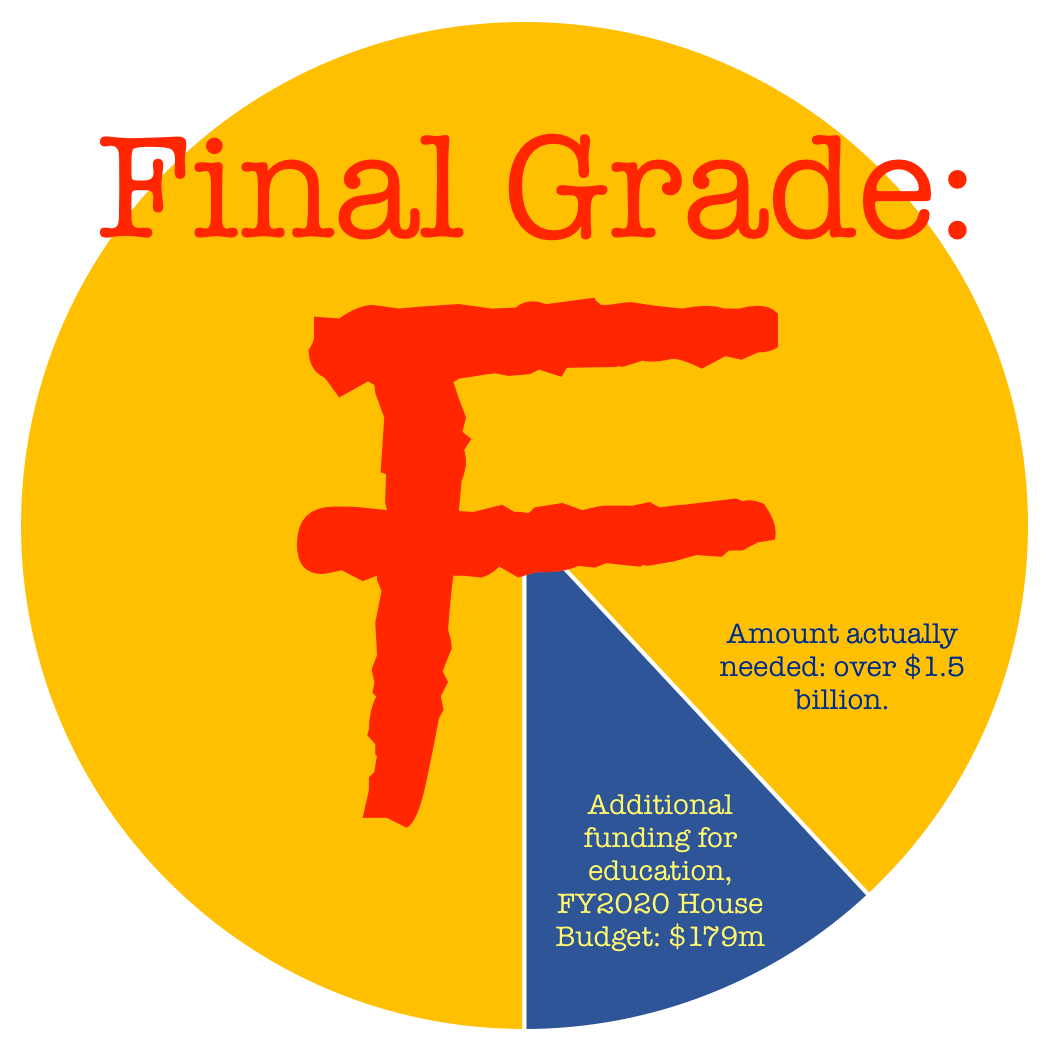 Final Grade:
F
Amount actually
needed: over $1.5
billion.
Additional
funding for
education,
FY2020 House
Budget: $179m